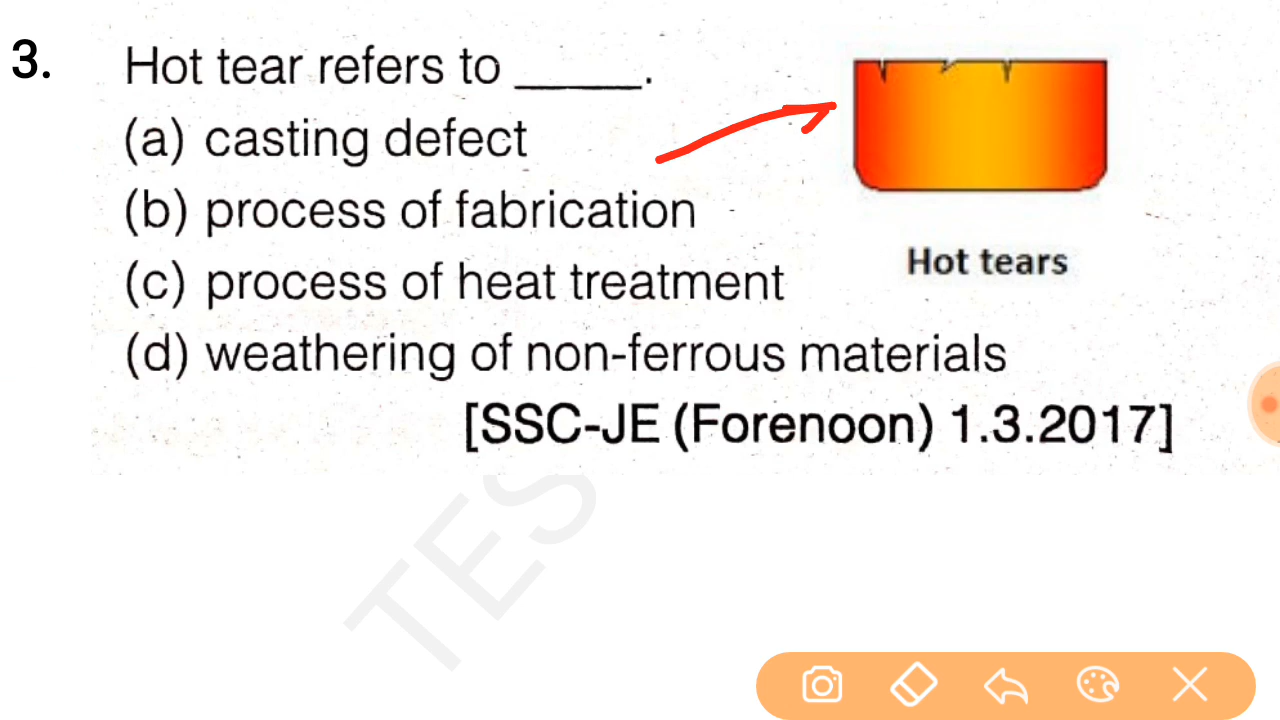 3. Hot tear refers to _____.
(a) casting defect
(b) process of fabrication
(c) process of heat treatment
(d) weathering of non-ferrous materials
[SSC-JE (Forenoon) 1.3.2017]
Hot tears
TES